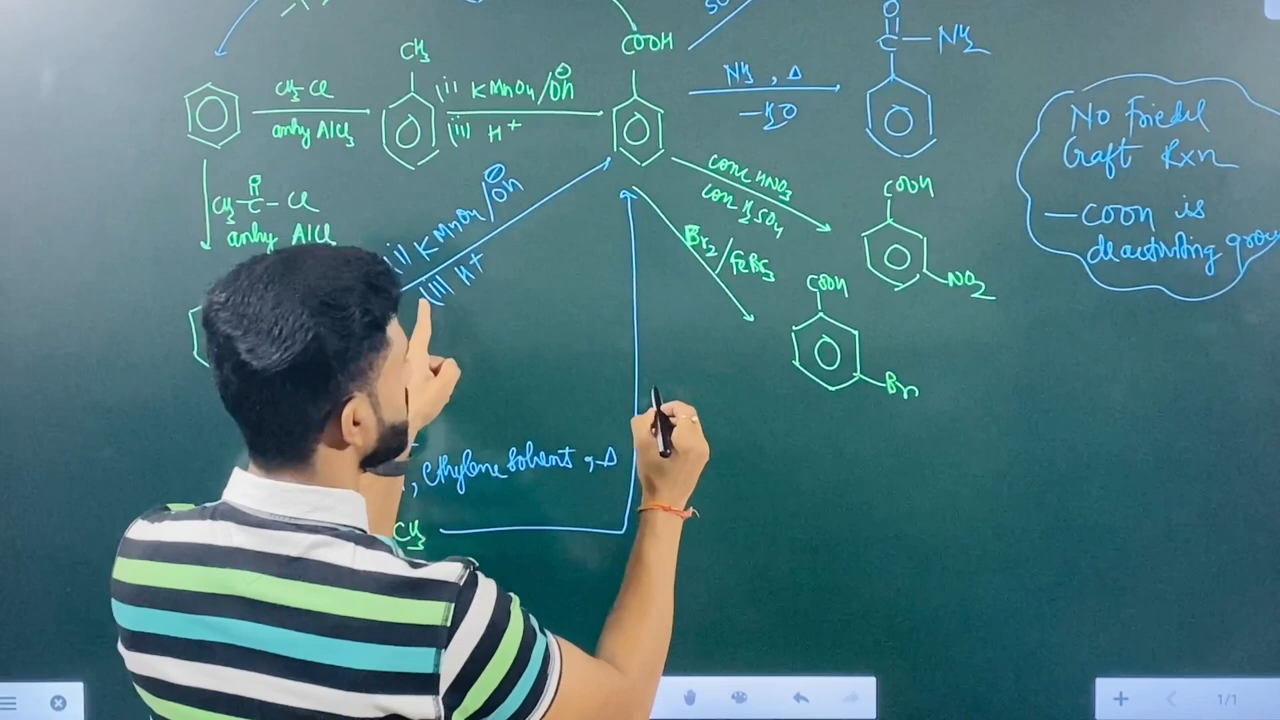 O
C — NH2
COOH
CH3
NH3 , Δ
—H2O
CH3-Cl
anhy AlCl3
(i) KMnO4/OH
(ii) H+
No Friedel
Craft Rxn
—COOH is
deactivating group
conc HNO3
con H2SO4
COOH
NO2
O
CH3—C—Cl
anhy AlCl3
(i) KMnO4/OH
(ii) H+
Br2/FeBr3
COOH
Br
, Ethylene solvent , Δ
CH3
1/1